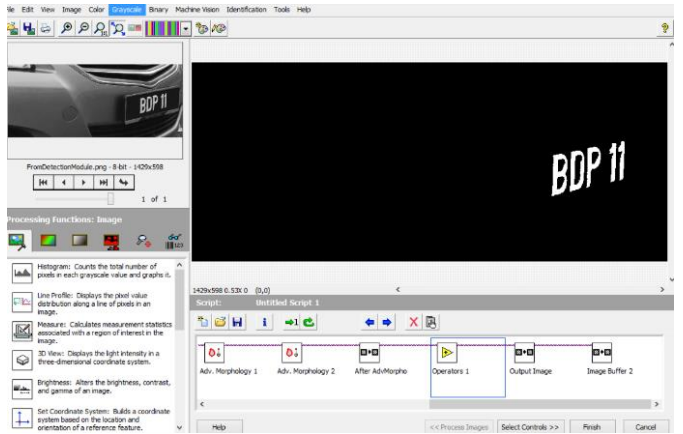 File Edit View Image Color Grayscale Binary Machine Vision Identification Tools Help
BDP 11
FromDetectionModule.png - 8-bit - 1429x598
1 of 1
Processing Functions: Image
Histogram: Counts the total number of
pixels in each grayscale value and graphs it.
Line Profile: Displays the pixel value
distribution along a line of pixels in an
image.
Measure: Calculates measurement statistics
associated with a region of interest in the
image.
3D View: Displays the light intensity in a
three-dimensional coordinate system.
Brightness: Alters the brightness, contrast,
and gamma of an image.
Set Coordinate System: Builds a coordinate
system based on the location and
orientation of a reference feature.
BDP 11
1429x598 0.53X 0 (0,0)
Script: Untitled Script 1
Adv. Morphology 1 Adv. Morphology 2 After AdvMorpho Operators 1 Output Image Image Buffer 2
Help << Process Images Select Controls >> Finish Cancel